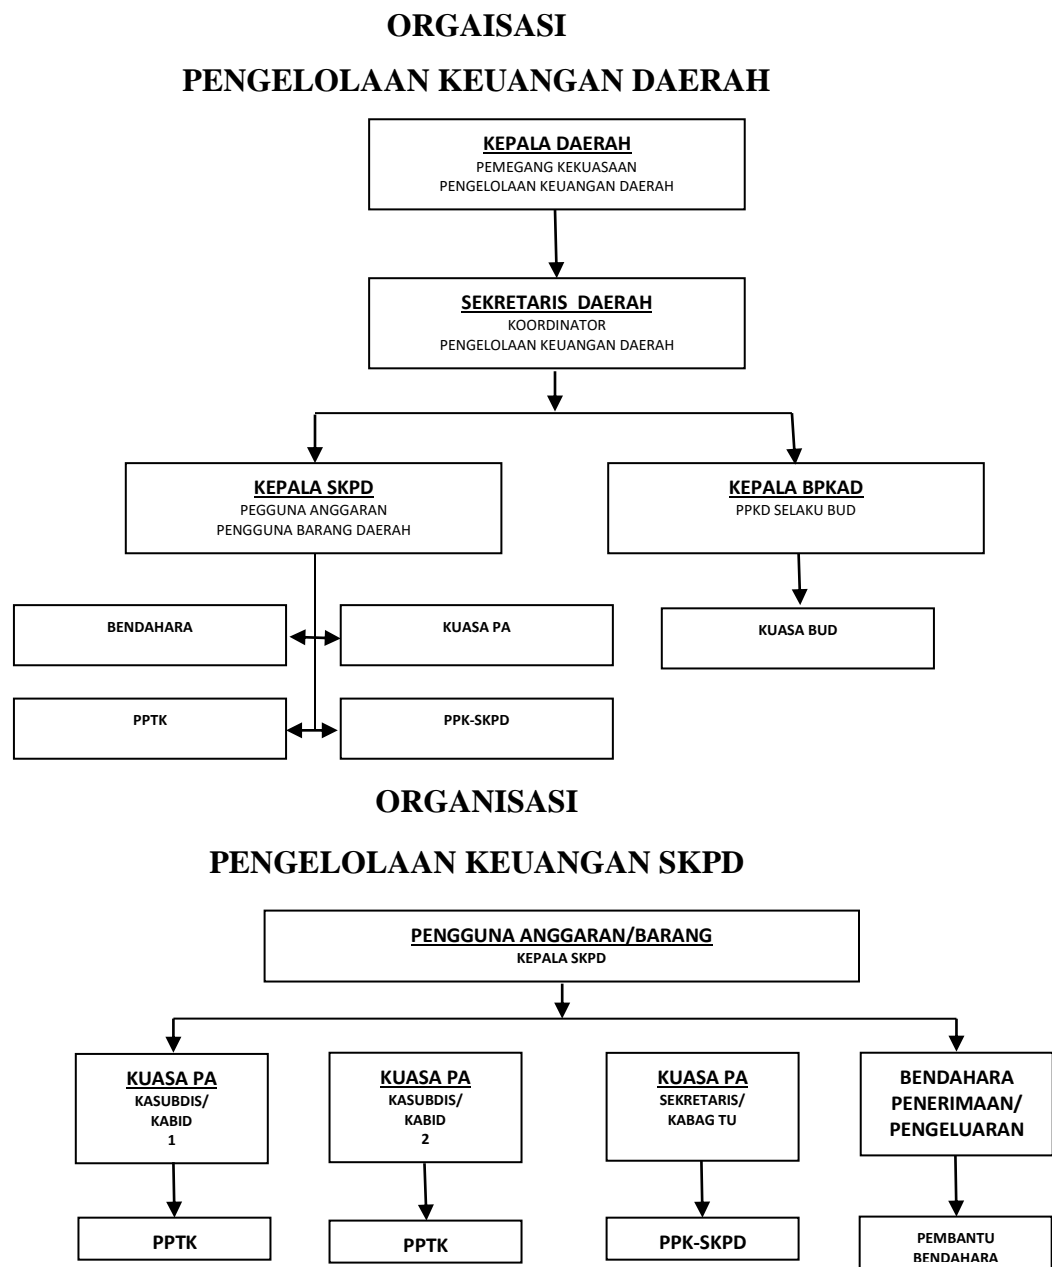 ORGAISASI
PENGELOLAAN KEUANGAN DAERAH
KEPALA DAERAH
PEMEGANG KEKUASAAN
PENGELOLAAN KEUANGAN DAERAH
SEKRETARIS DAERAH
KOORDINATOR
PENGELOLAAN KEUANGAN DAERAH
KEPALA SKPD
PEGGUNA ANGGARAN
PENGGUNA BARANG DAERAH
KEPALA BPKAD
PPKD SELAKU BUD
BENDAHARA
KUASA PA
KUASA BUD
PPTK
PPK-SKPD
ORGANISASI
PENGELOLAAN KEUANGAN SKPD
PENGGUNA ANGGARAN/BARANG
KEPALA SKPD
KUASA PA
KASUBDIS/
KABID
1
KUASA PA
KASUBDIS/
KABID
2
KUASA PA
SEKRETARIS/
KABAG TU
BENDAHARA
PENERIMAAN/
PENGELUARAN
PPTK
PPTK
PPK-SKPD
PEMBANTU
BENDAHARA